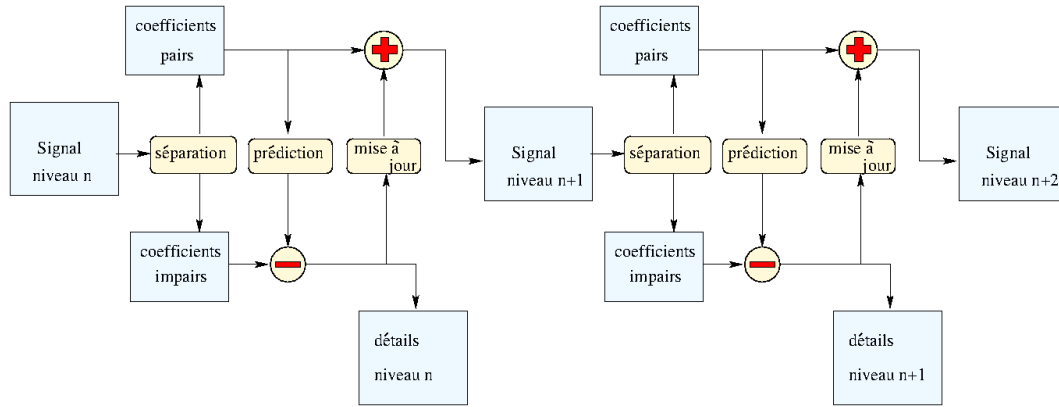 coefficients
pairs
Signal
niveau n
séparation
prédiction
mise à
jour
coefficients
impairs
détails
niveau n
Signal
niveau n+1
coefficients
pairs
séparation
prédiction
mise à
jour
coefficients
impairs
détails
niveau n+1
Signal
niveau n+2